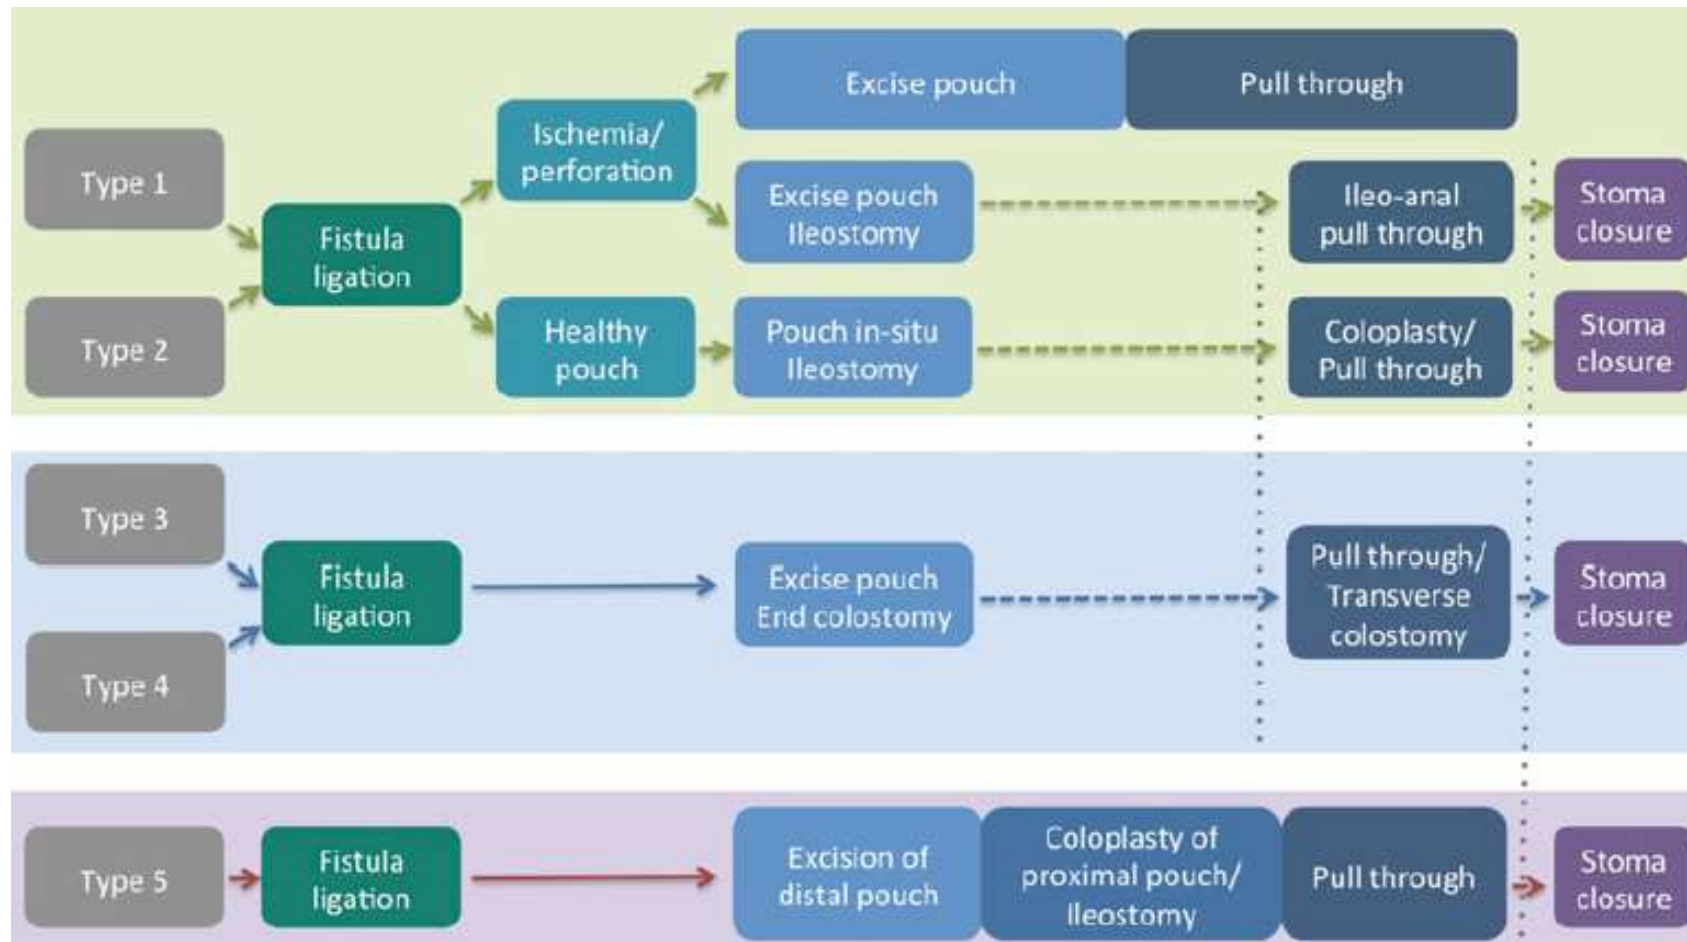 Type 1
Type 2
Fistula
ligation
Ischemia/
perforation
Healthy
pouch
Excise pouch
Pull through
Excise pouch
Ileostomy
Ileo-anal
pull through
Stoma
closure
Pouch in-situ
Ileostomy
Coloplasty/
Pull through
Stoma
closure
Type 3
Type 4
Fistula
ligation
Excise pouch
End colostomy
Pull through/
Transverse
colostomy
Stoma
closure
Type 5
Fistula
ligation
Excision of
distal pouch
Coloplasty of
proximal pouch/
Ileostomy
Pull through
Stoma
closure